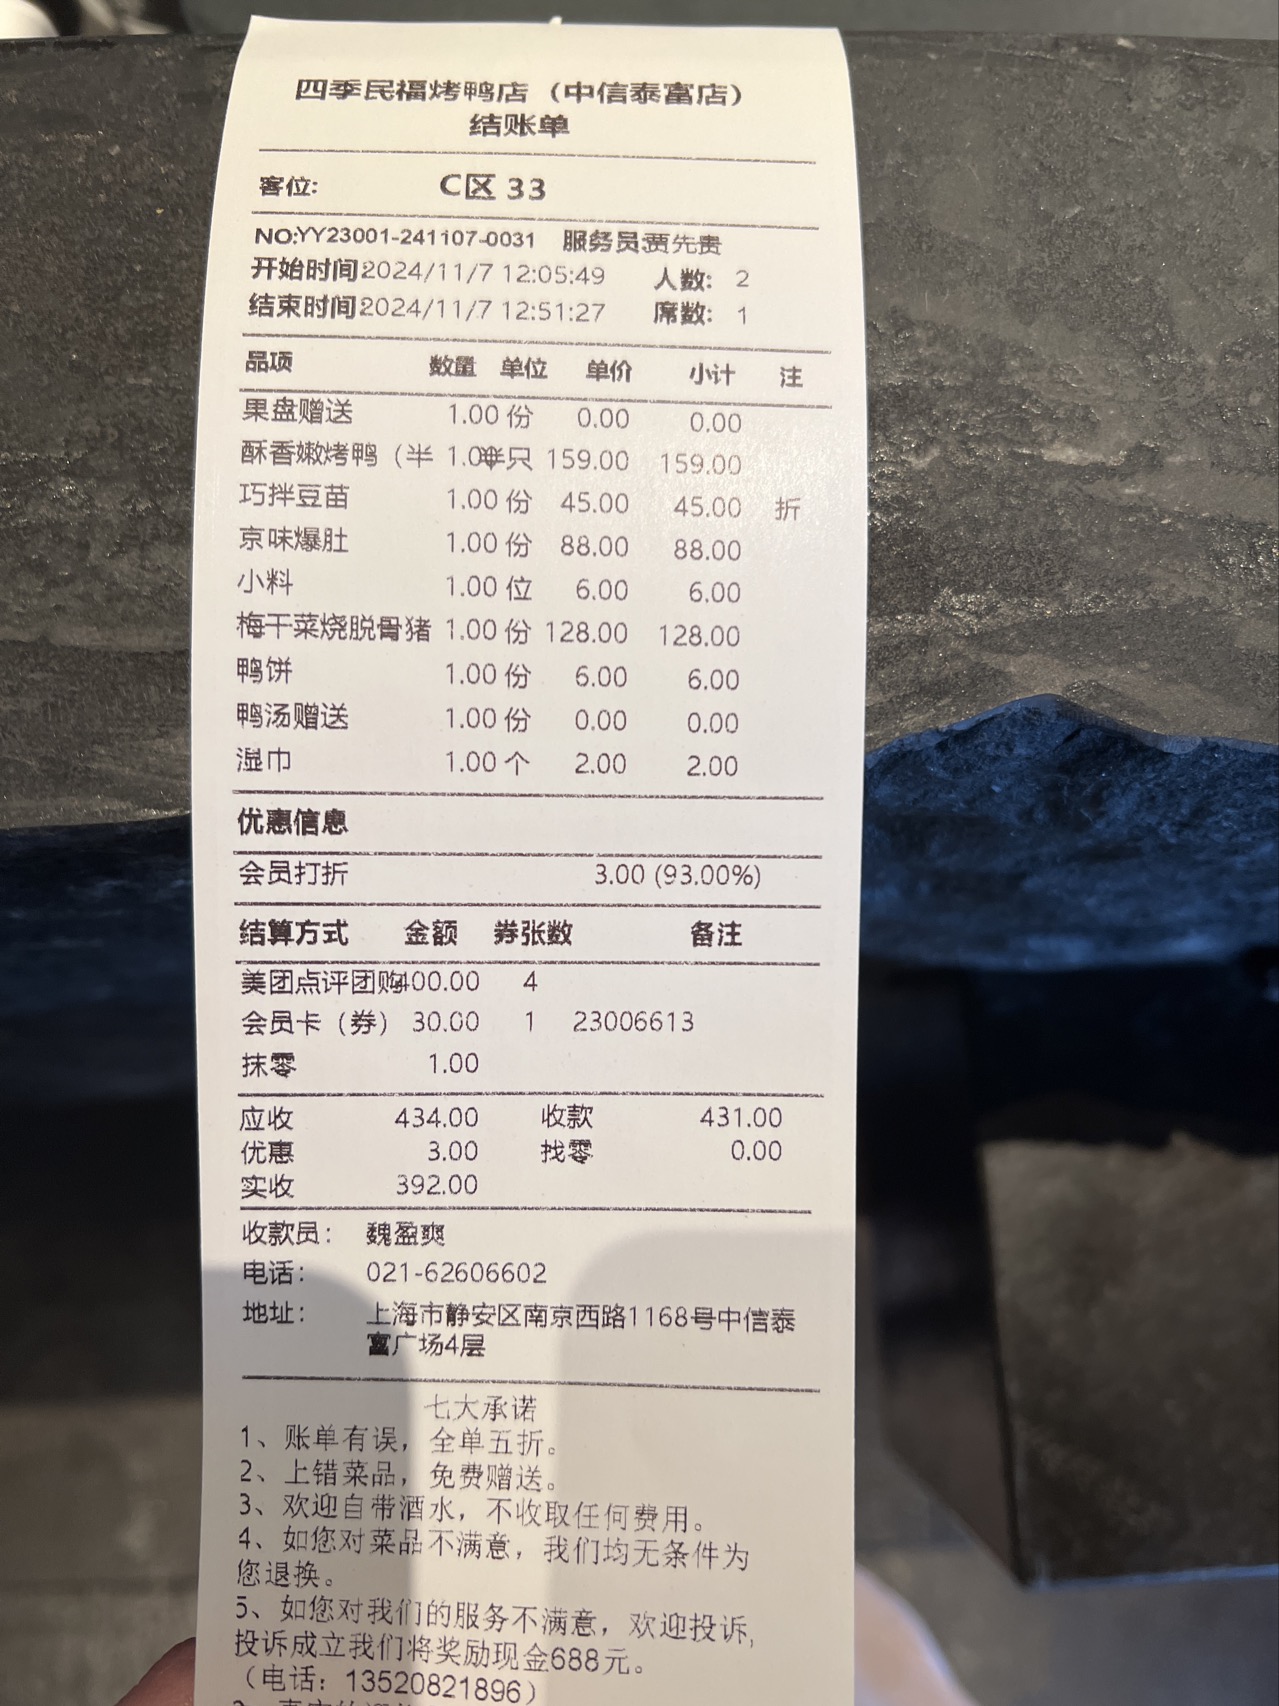 四季民福烤鸭店（中信泰富店）
结账单
客位: C区 33
NO:YY23001-241107-0031 服务员:贾先贵
开始时间2024/11/7 12:05:49 人数: 2
结束时间2024/11/7 12:51:27 席数: 1
品项 数量 单位 单价 小计 注
果盘赠送 1.00 份 0.00 0.00
酥香嫩烤鸭（半 1.00半只 159.00 159.00
巧拌豆苗 1.00 份 45.00 45.00 折
京味爆肚 1.00 份 88.00 88.00
小料 1.00 位 6.00 6.00
梅干菜烧脱骨猪 1.00 份 128.00 128.00
鸭饼 1.00 份 6.00 6.00
鸭汤赠送 1.00 份 0.00 0.00
湿巾 1.00 个 2.00 2.00
优惠信息
会员打折 3.00 (93.00%)
结算方式 金额 券张数 备注
美团点评团购400.00 4
会员卡（券） 30.00 1 23006613
抹零 1.00
应收 434.00 收款 431.00
优惠 3.00 找零 0.00
实收 392.00
收款员: 魏盈爽
电话: 021-62606602
地址: 上海市静安区南京西路1168号中信泰
富广场4层
七大承诺
1、账单有误，全单五折。
2、上错菜品，免费赠送。
3、欢迎自带酒水，不收取任何费用。
4、如您对菜品不满意，我们均无条件为
您退换。
5、如您对我们的服务不满意，欢迎投诉,
投诉成立我们将奖励现金688元。
（电话：13520821896）